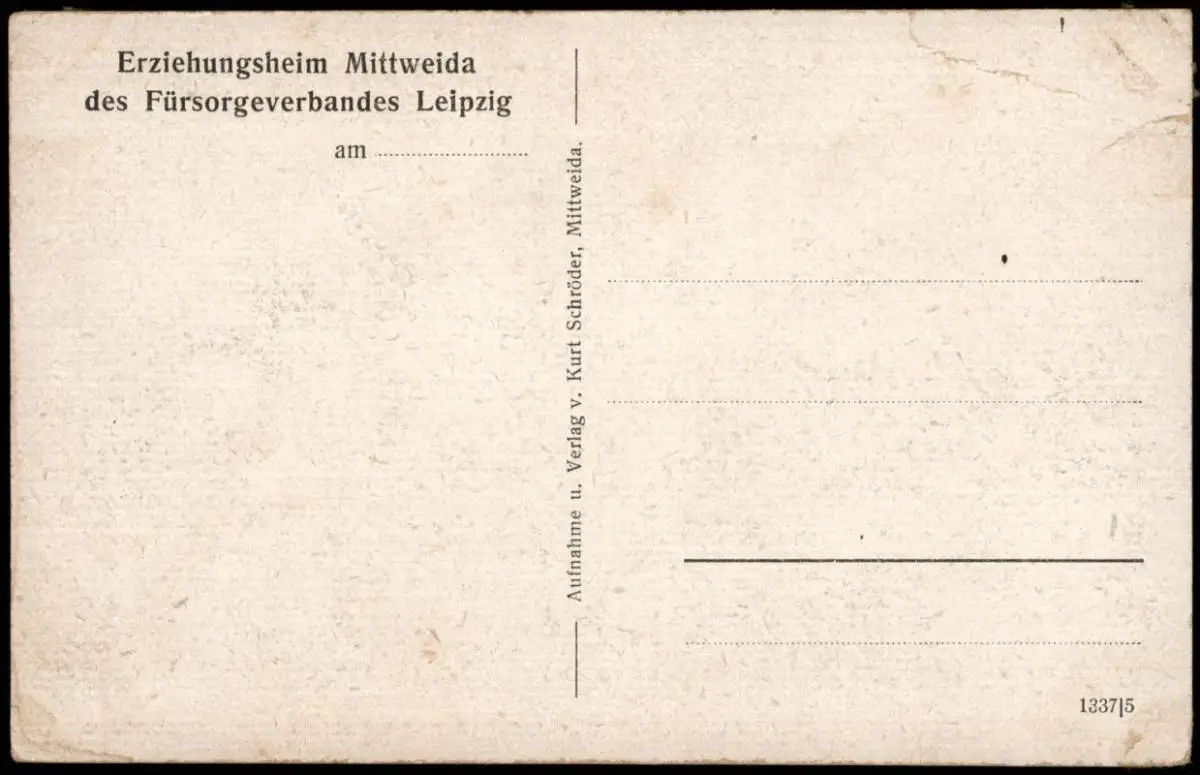 Erziehungsheim Mittweida
des Fürsorgeverbandes Leipzig
am
Aufnahme u. Verlag v. Kurt Schröder, Mittweida.
1337|5